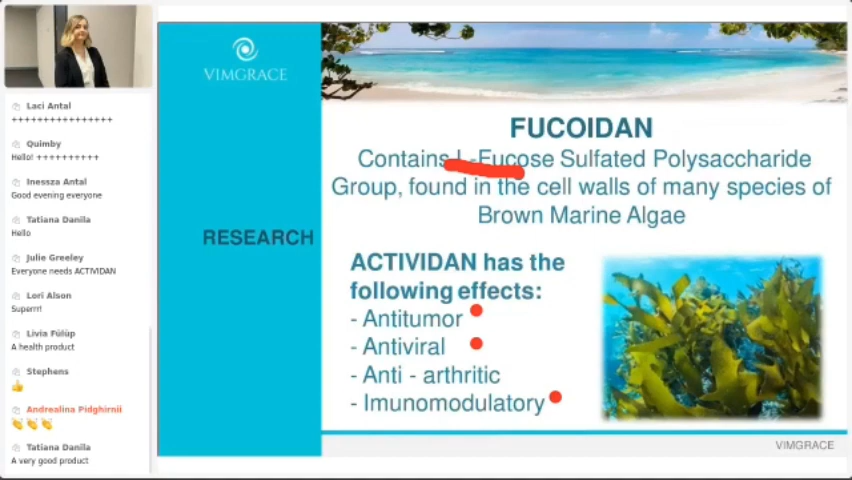 Laci Antal
++++++++++++++++
Quimby
Hello! ++++++++++
Inessza Antal
Good evening everyone
Tatiana Danila
Hello
Julie Greeley
Everyone needs ACTIVIDAN
Lori Alson
Superrr!
Livia Fülüp
A health product
Stephens
👍
Andrealina Pidghirnii
👏👏👏
Tatiana Danila
A very good product
VIMGRACE
RESEARCH
FUCOIDAN
Contains L-Fucose Sulfated Polysaccharide
Group, found in the cell walls of many species of
Brown Marine Algae
ACTIVIDAN has the
following effects:
- Antitumor
- Antiviral
- Anti - arthritic
- Imunomodulatory
VIMGRACE